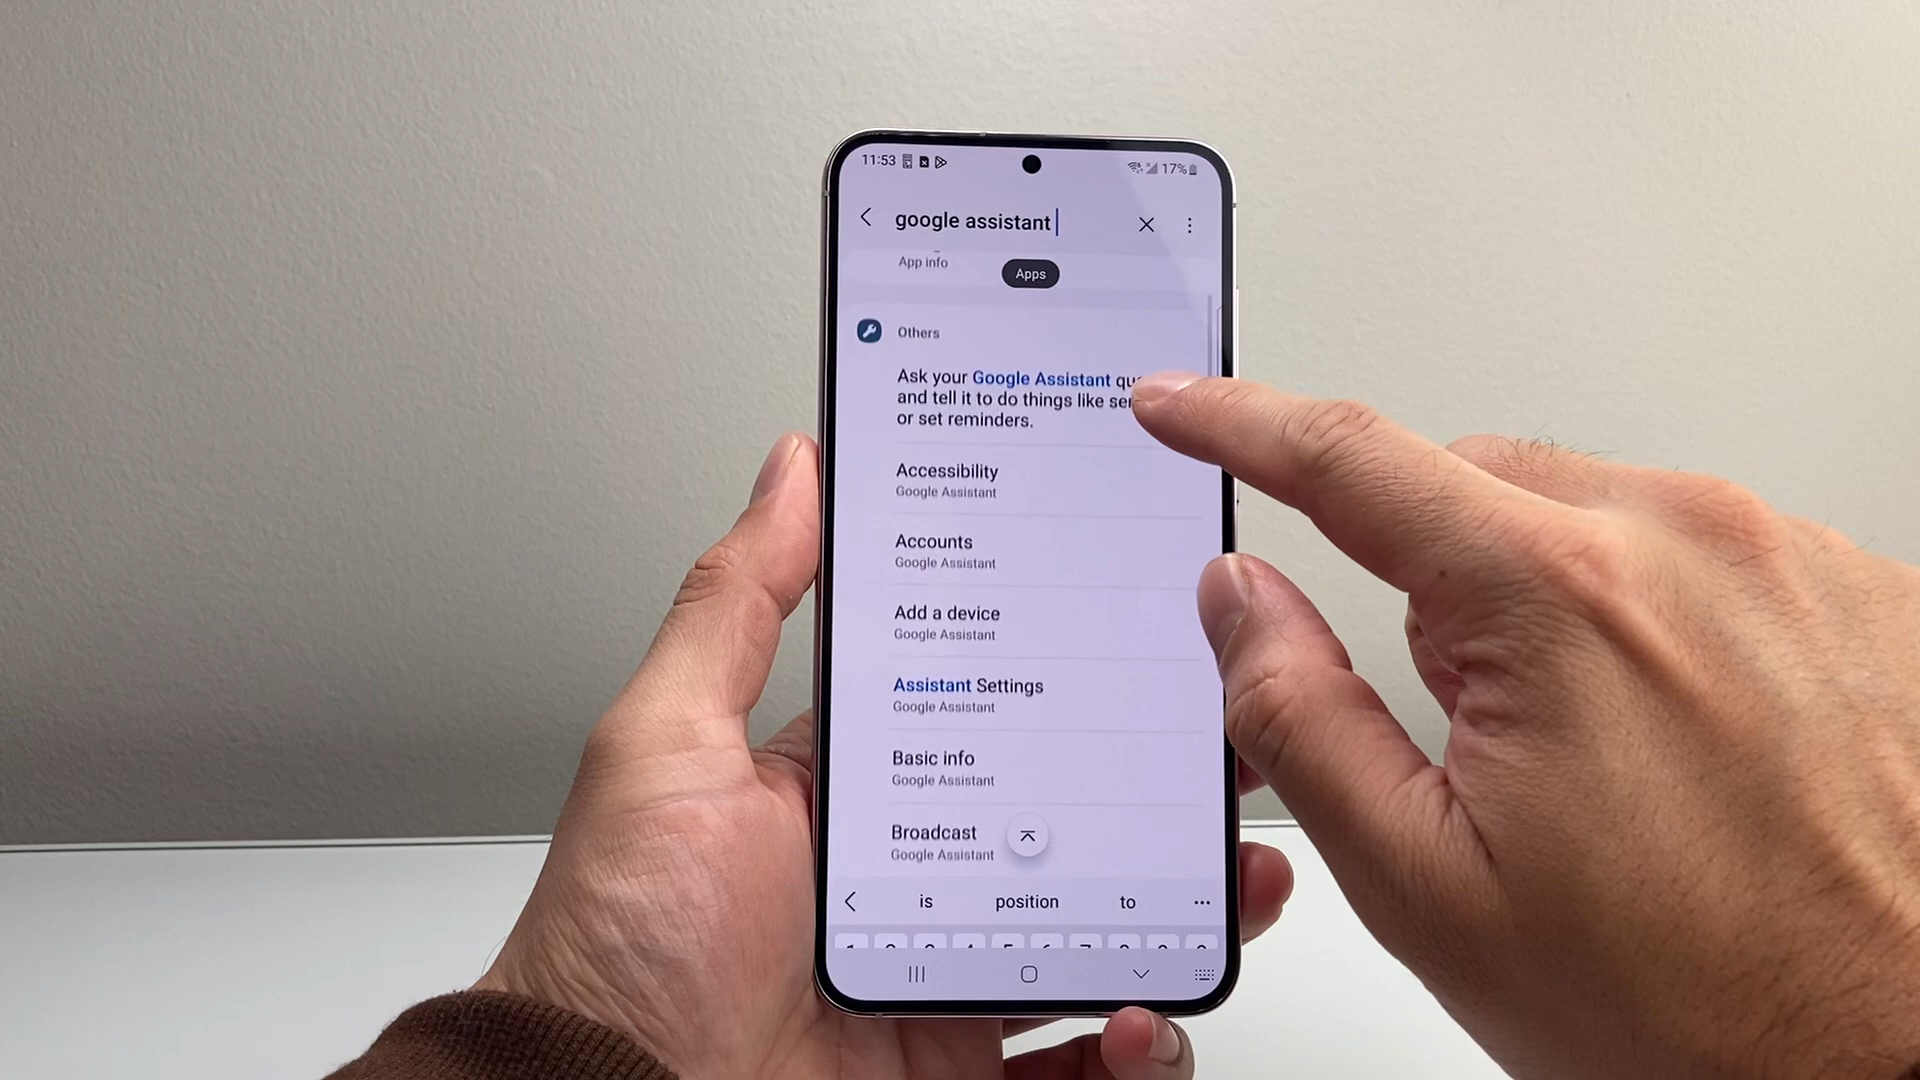 11:53
17%
google assistant
App info
Apps
Others
Ask your Google Assistant
and tell it to do things like
or set reminders.
Accessibility
Google Assistant
Accounts
Google Assistant
Add a device
Google Assistant
Assistant Settings
Google Assistant
Basic info
Google Assistant
Broadcast
Google Assistant
is position to